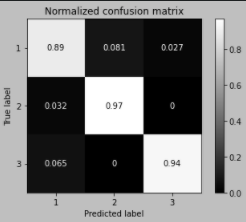 Normalized confusion matrix
1 0.89 0.081 0.027
0.8
0.6
2 0.032 0.97 0
0.4
3 0.065 0 0.94
0.2
0.0
1 2 3
True label
Predicted label